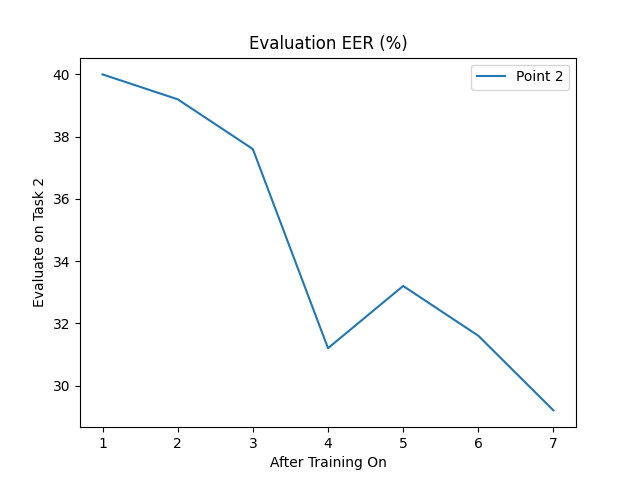 Evaluation EER (%)
Point 2
40
38
36
34
32
30
Evaluate on Task 2
1 2 3 4 5 6 7
After Training On